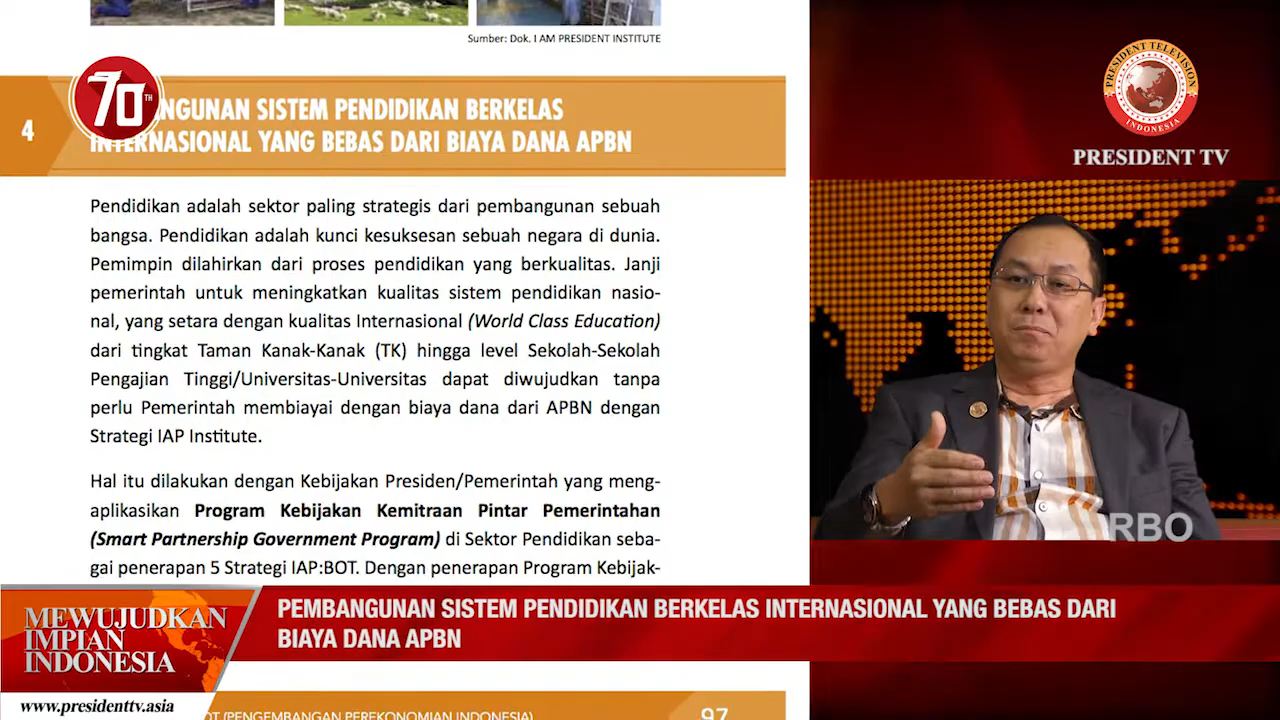 Sumber: Dok. I AM PRESIDENT INSTITUTE
70TH
4
NGUNAN SISTEM PENDIDIKAN BERKELAS
INTERNASIONAL YANG BEBAS DARI BIAYA DANA APBN
Pendidikan adalah sektor paling strategis dari pembangunan sebuah
bangsa. Pendidikan adalah kunci kesuksesan sebuah negara di dunia.
Pemimpin dilahirkan dari proses pendidikan yang berkualitas. Janji
pemerintah untuk meningkatkan kualitas sistem pendidikan nasio-
nal, yang setara dengan kualitas Internasional (World Class Education)
dari tingkat Taman Kanak-Kanak (TK) hingga level Sekolah-Sekolah
Pengajian Tinggi/Universitas-Universitas dapat diwujudkan tanpa
perlu Pemerintah membiayai dengan biaya dana dari APBN dengan
Strategi IAP Institute.
Hal itu dilakukan dengan Kebijakan Presiden/Pemerintah yang meng-
aplikasikan Program Kebijakan Kemitraan Pintar Pemerintahan
(Smart Partnership Government Program) di Sektor Pendidikan seba-
gai penerapan 5 Strategi IAP:BOT. Dengan penerapan Program Kebijak-
OT (PENGEMBANGAN PEREKONOMIAN INDONESIA)
97
PRESIDENT TELEVISION
INDONESIA
PRESIDENT TV
RBO
MEWUJUDKAN
IMPIAN
INDONESIA
PEMBANGUNAN SISTEM PENDIDIKAN BERKELAS INTERNASIONAL YANG BEBAS DARI
BIAYA DANA APBN
www.presidenttv.asia